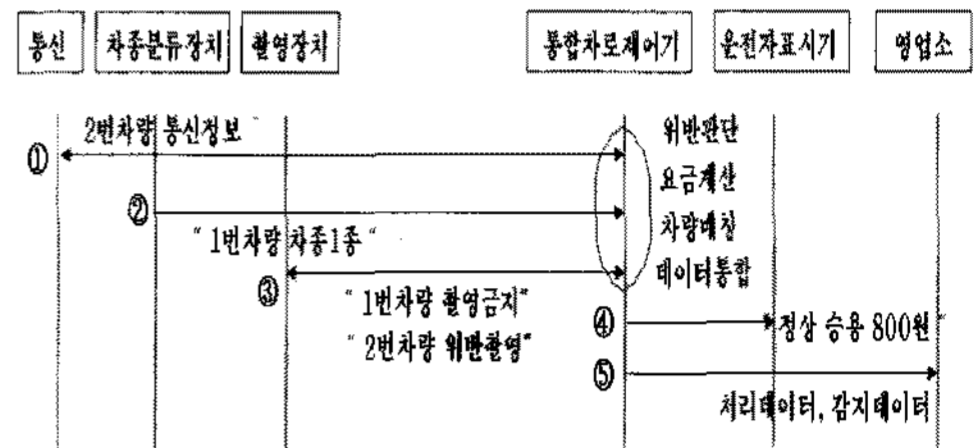 통신 차종분류장치 촬영장치 통합차로제어기 운전자표시기 영업소
2번차량 통신정보 "
위반판단
①
요금계산
②
차량매칭
" 1번차량 차종1종 "
데이터통합
③
" 1번차량 촬영금지"
④
정상 승용 800원 "
" 2번차량 위반촬영"
⑤
처리데이터, 감지데이터